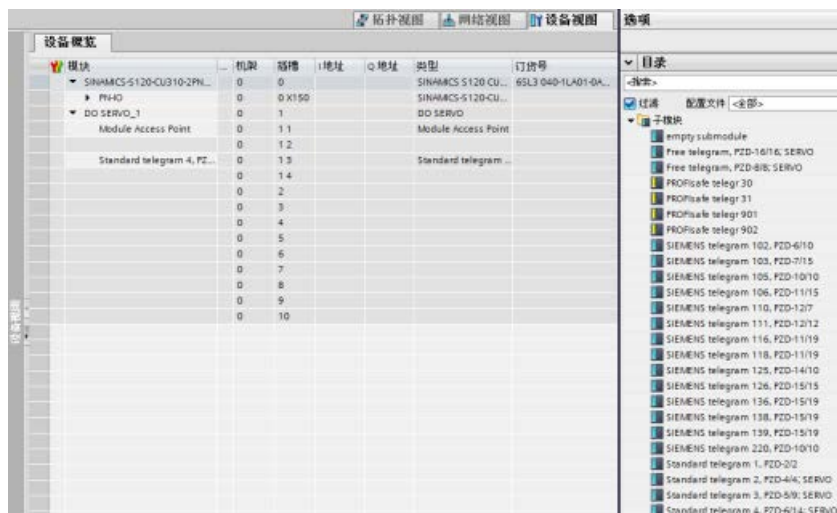 拓扑视图 网络视图 设备视图
设备概览
模块 ... 机架 插槽 I地址 Q地址 类型 订货号
SINAMICS-S120-CU310-2PN... 0 0 SINAMICS S120 CU... 6SL3 040-1LA01-0A...
PN-IO 0 0 X150 SINAMICS-S120-CU...
DO SERVO_1 0 1 DO SERVO
Module Access Point 0 1 1 Module Access Point
0 1 2
Standard telegram 4, PZ... 0 1 3 Standard telegram ...
0 1 4
0 2
0 3
0 4
0 5
0 6
0 7
0 8
0 9
0 10
选项
目录
<搜索>
过滤 配置文件 <全部>
子模块
empty submodule
Free telegram, PZD-16/16; SERVO
Free telegram, PZD-8/8; SERVO
PROFIsafe telegr 30
PROFIsafe telegr 31
PROFIsafe telegr 901
PROFIsafe telegr 902
SIEMENS telegram 102, PZD-6/10
SIEMENS telegram 103, PZD-7/15
SIEMENS telegram 105, PZD-10/10
SIEMENS telegram 106, PZD-11/15
SIEMENS telegram 110, PZD-12/7
SIEMENS telegram 111, PZD-12/12
SIEMENS telegram 116, PZD-11/19
SIEMENS telegram 118, PZD-11/19
SIEMENS telegram 125, PZD-14/10
SIEMENS telegram 126, PZD-15/15
SIEMENS telegram 136, PZD-15/19
SIEMENS telegram 138, PZD-15/19
SIEMENS telegram 139, PZD-15/19
SIEMENS telegram 220, PZD-10/10
Standard telegram 1, PZD-2/2
Standard telegram 2, PZD-4/4; SERVO
Standard telegram 3, PZD-5/9; SERVO
Standard telegram 4, PZD-6/14; SERVO